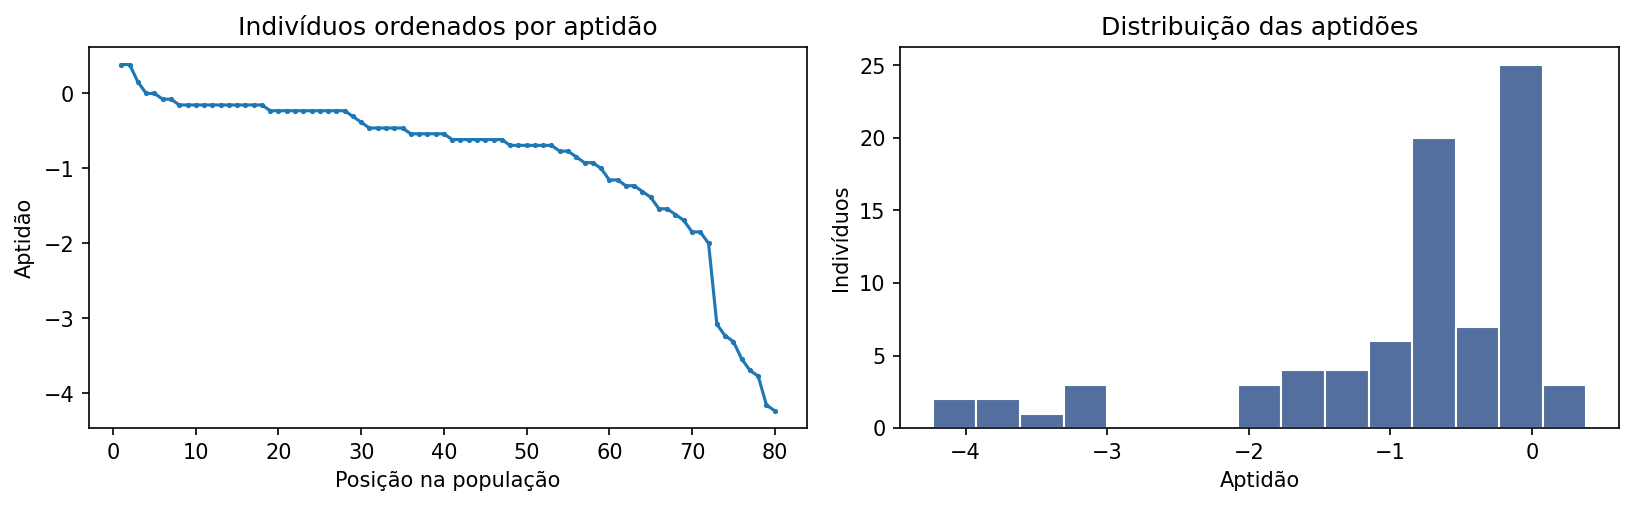 Indivíduos ordenados por aptidão
Aptidão
0
−1
−2
−3
−4
0 10 20 30 40 50 60 70 80
Posição na população
Distribuição das aptidões
Indivíduos
25
20
15
10
5
0
−4 −3 −2 −1 0
Aptidão